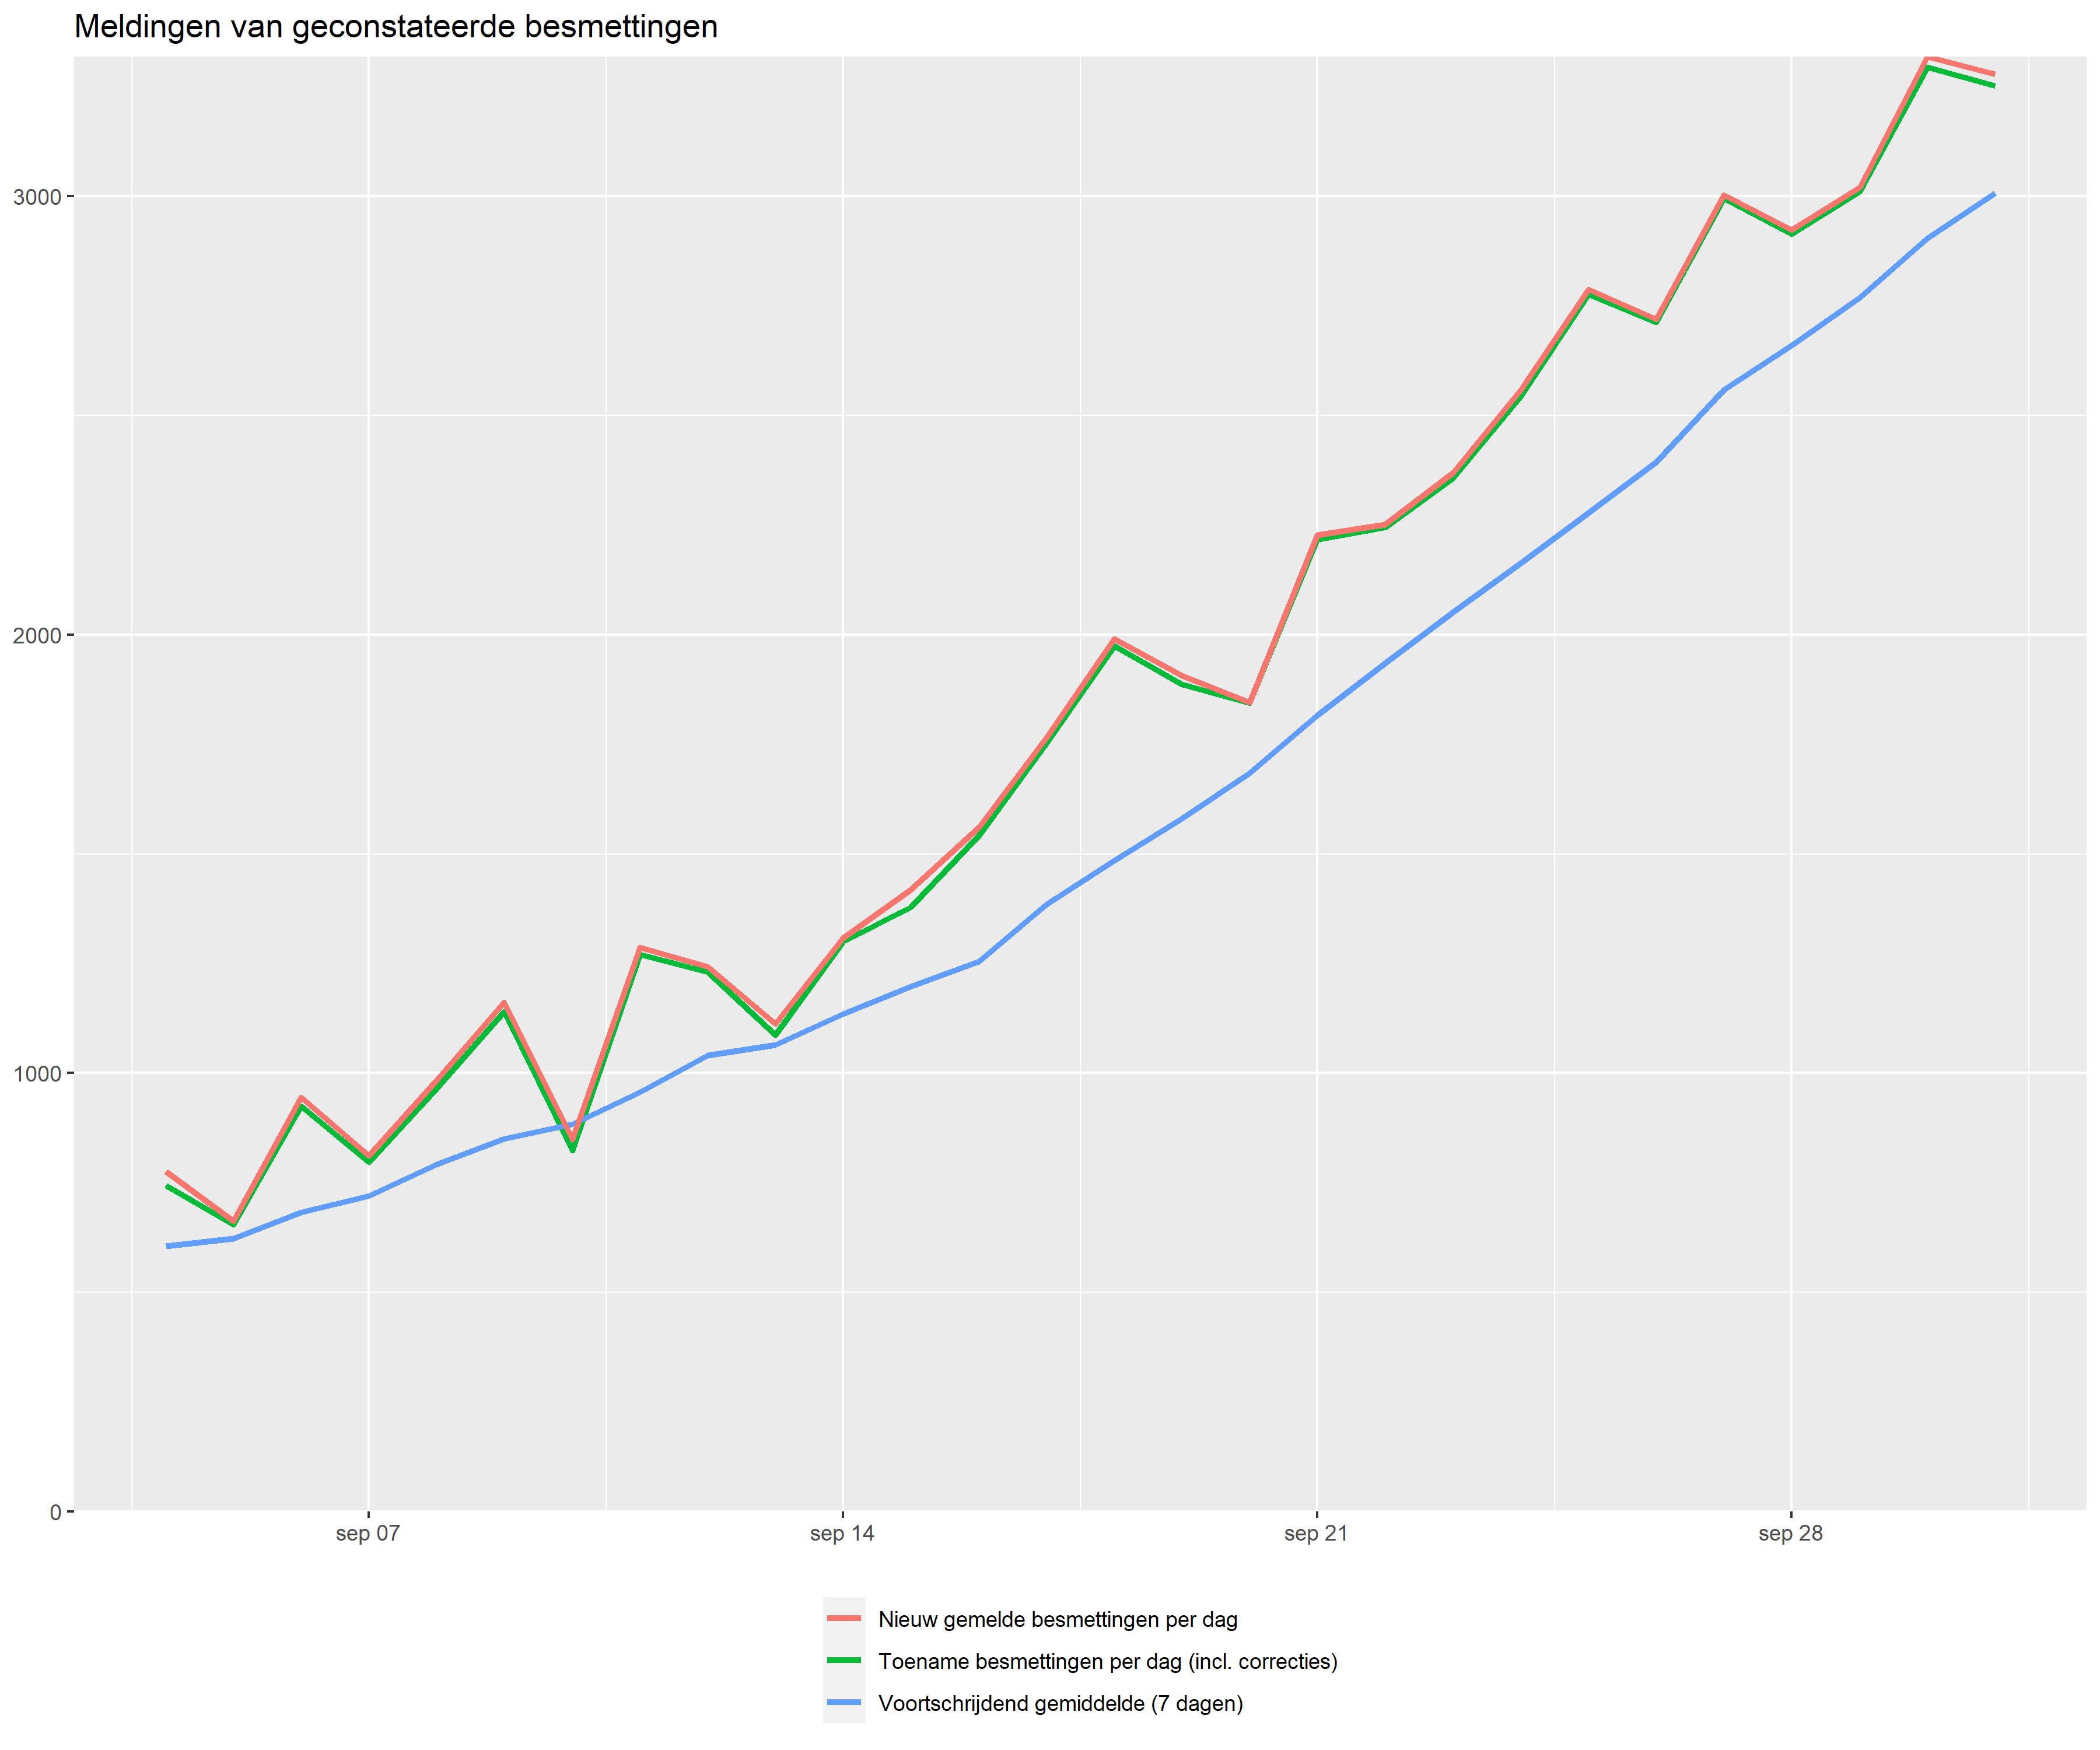 Meldingen van geconstateerde besmettingen
3000
2000
1000
0
sep 07
sep 14
sep 21
sep 28
Nieuw gemelde besmettingen per dag
Toename besmettingen per dag (incl. correcties)
Voortschrijdend gemiddelde (7 dagen)